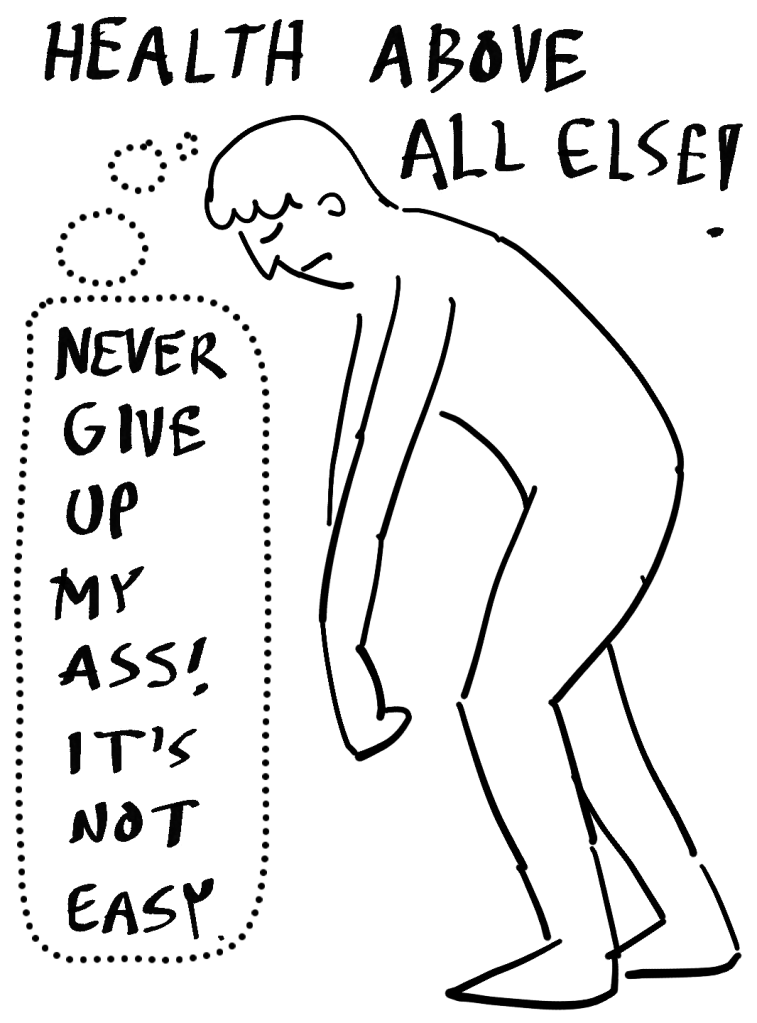 HEALTH ABOVE
ALL ELSE!
NEVER
GIVE
UP
MY
ASS!
IT'S
NOT
EASY.